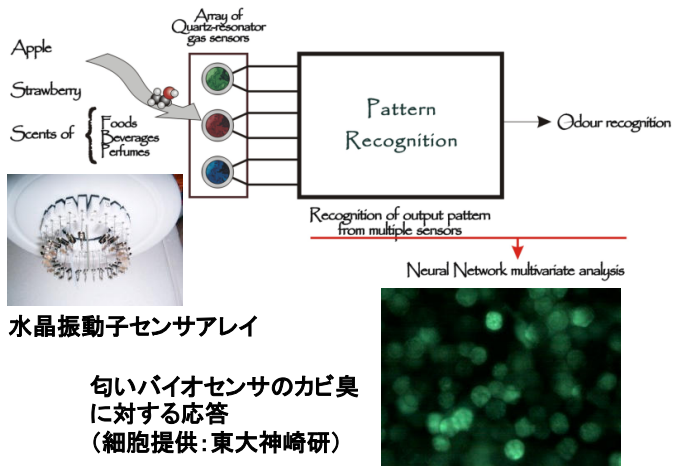 Array of
Quartz-resonator
gas sensors
Apple
Strawberry
Scents of
Foods
Beverages
Perfumes
Pattern
Recognition
Odour recognition
Recognition of output pattern
from multiple sensors
Neural Network multivariate analysis
水晶振動子センサアレイ
匂いバイオセンサのカビ臭
に対する応答
（細胞提供：東大神崎研）